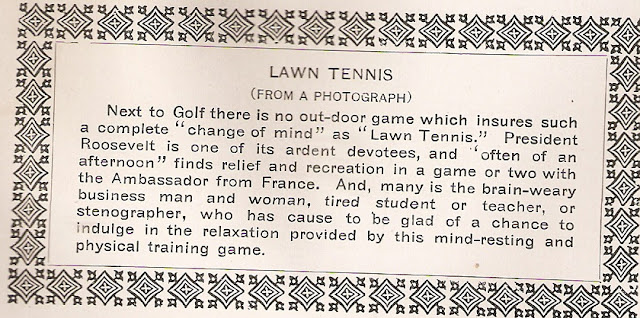 LAWN TENNIS
(FROM A PHOTOGRAPH)
Next to Golf there is no out-door game which insures such
a complete "change of mind" as "Lawn Tennis." President
Roosevelt is one of its ardent devotees, and "often of an
afternoon" finds relief and recreation in a game or two with
the Ambassador from France. And, many is the brain-weary
business man and woman, tired student or teacher, or
stenographer, who has cause to be glad of a chance to
indulge in the relaxation provided by this mind-resting and
physical training game.